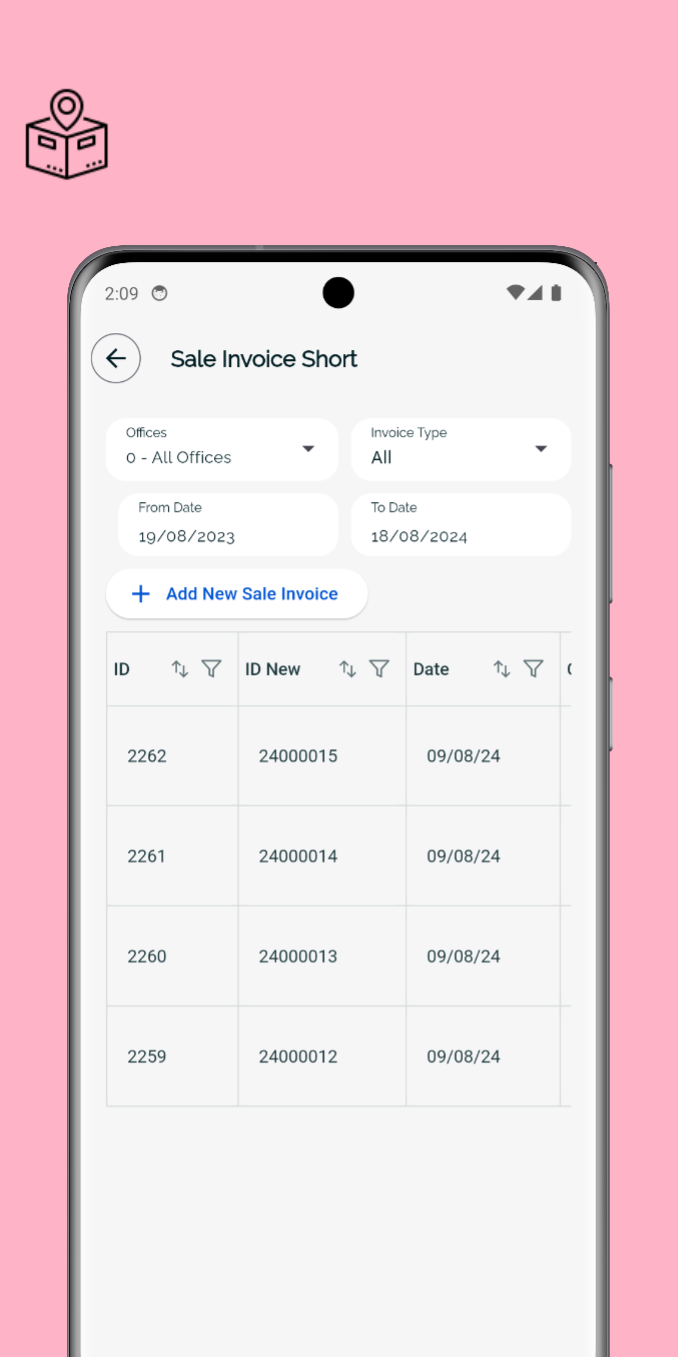 2:09
Sale Invoice Short
Offices
0 - All Offices
Invoice Type
All
From Date
19/08/2023
To Date
18/08/2024
+ Add New Sale Invoice
ID ID New Date
2262 24000015 09/08/24
2261 24000014 09/08/24
2260 24000013 09/08/24
2259 24000012 09/08/24